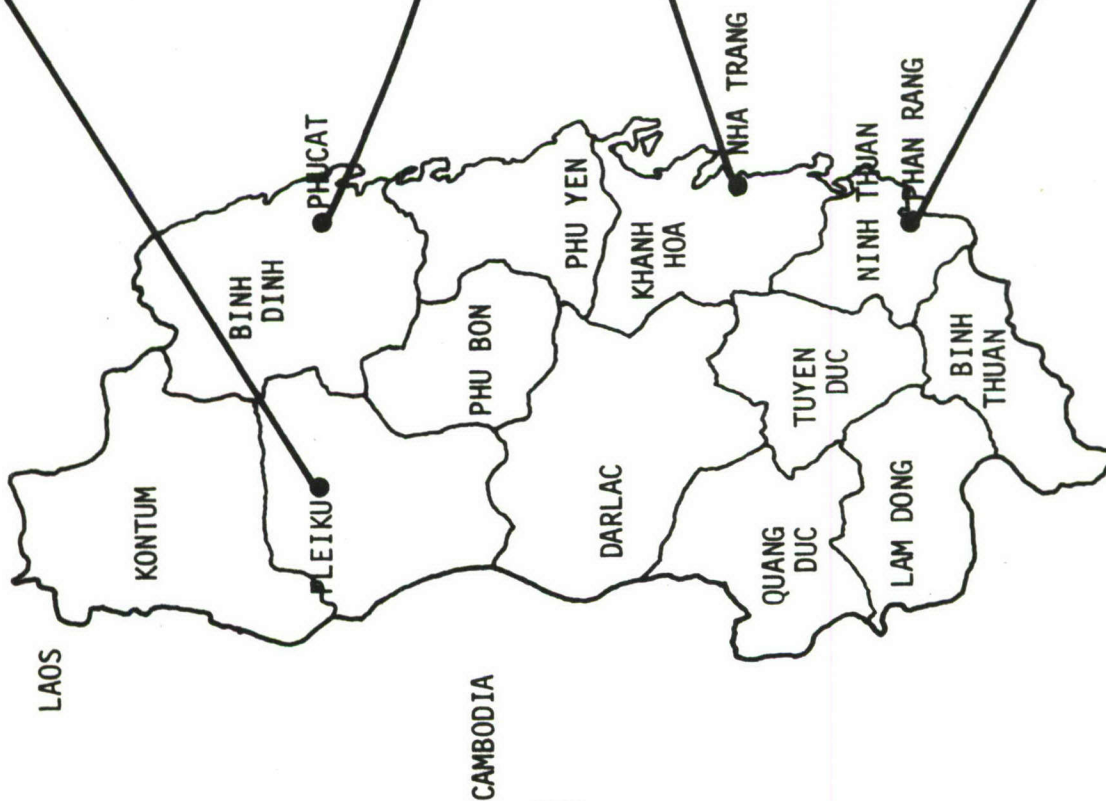 LAOS
KONTUM
PLEIKU
BINH
DINH
PHUCAT
CAMBODIA
PHU BON
PHU YEN
DARLAC
KHANH
HOA
NHA TRANG
QUANG
DUC
TUYEN
DUC
NINH THUAN
PHAN RANG
LAM DONG
BINH
THUAN